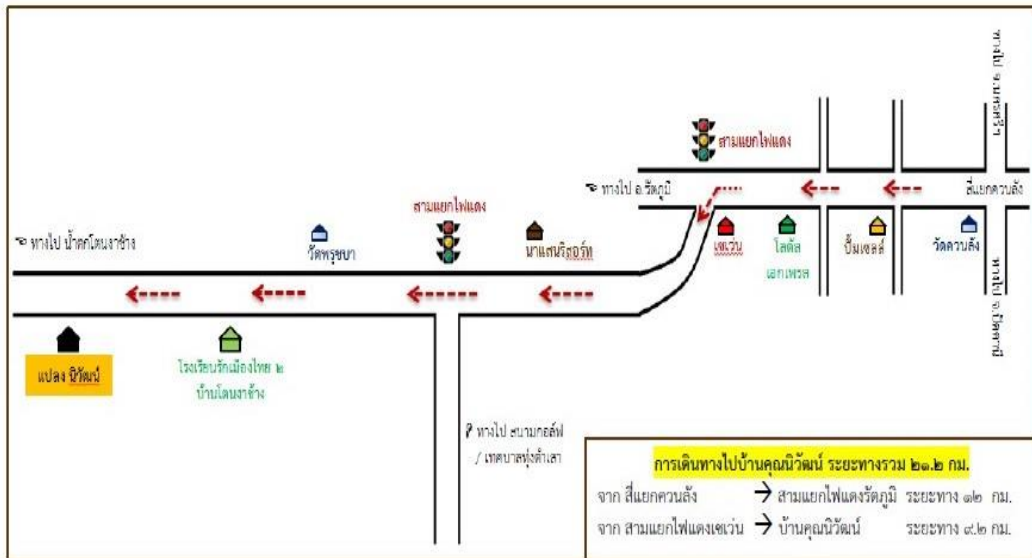 ทางไป จ.นครศรีฯ
สามแยกไฟแดง
ทางไป อ.รัตภูมิ
สี่แยกควนลัง
เซเว่น
โลตัส
เอกเพรส
ปั๊มเชลล์
วัดควนลัง
ทางไป จ.ปัตตานี
สามแยกไฟแดง
ทางไป น้ำตกโตนงาช้าง
วัดพรุชบา
นาแสนรีสอร์ท
แปลง นิวัฒน์
โรงเรียนรักเมืองไทย ๒
บ้านโตนงาช้าง
ทางไป สนามกอล์ฟ
/ เทศบาลทุ่งตำเสา
การเดินทางไปบ้านคุณนิวัฒน์ ระยะทางรวม ๒๑.๒ กม.
จาก สี่แยกควนลัง → สามแยกไฟแดงรัตภูมิ ระยะทาง ๑๒ กม.
จาก สามแยกไฟแดงเซเว่น → บ้านคุณนิวัฒน์ ระยะทาง ๙.๒ กม.